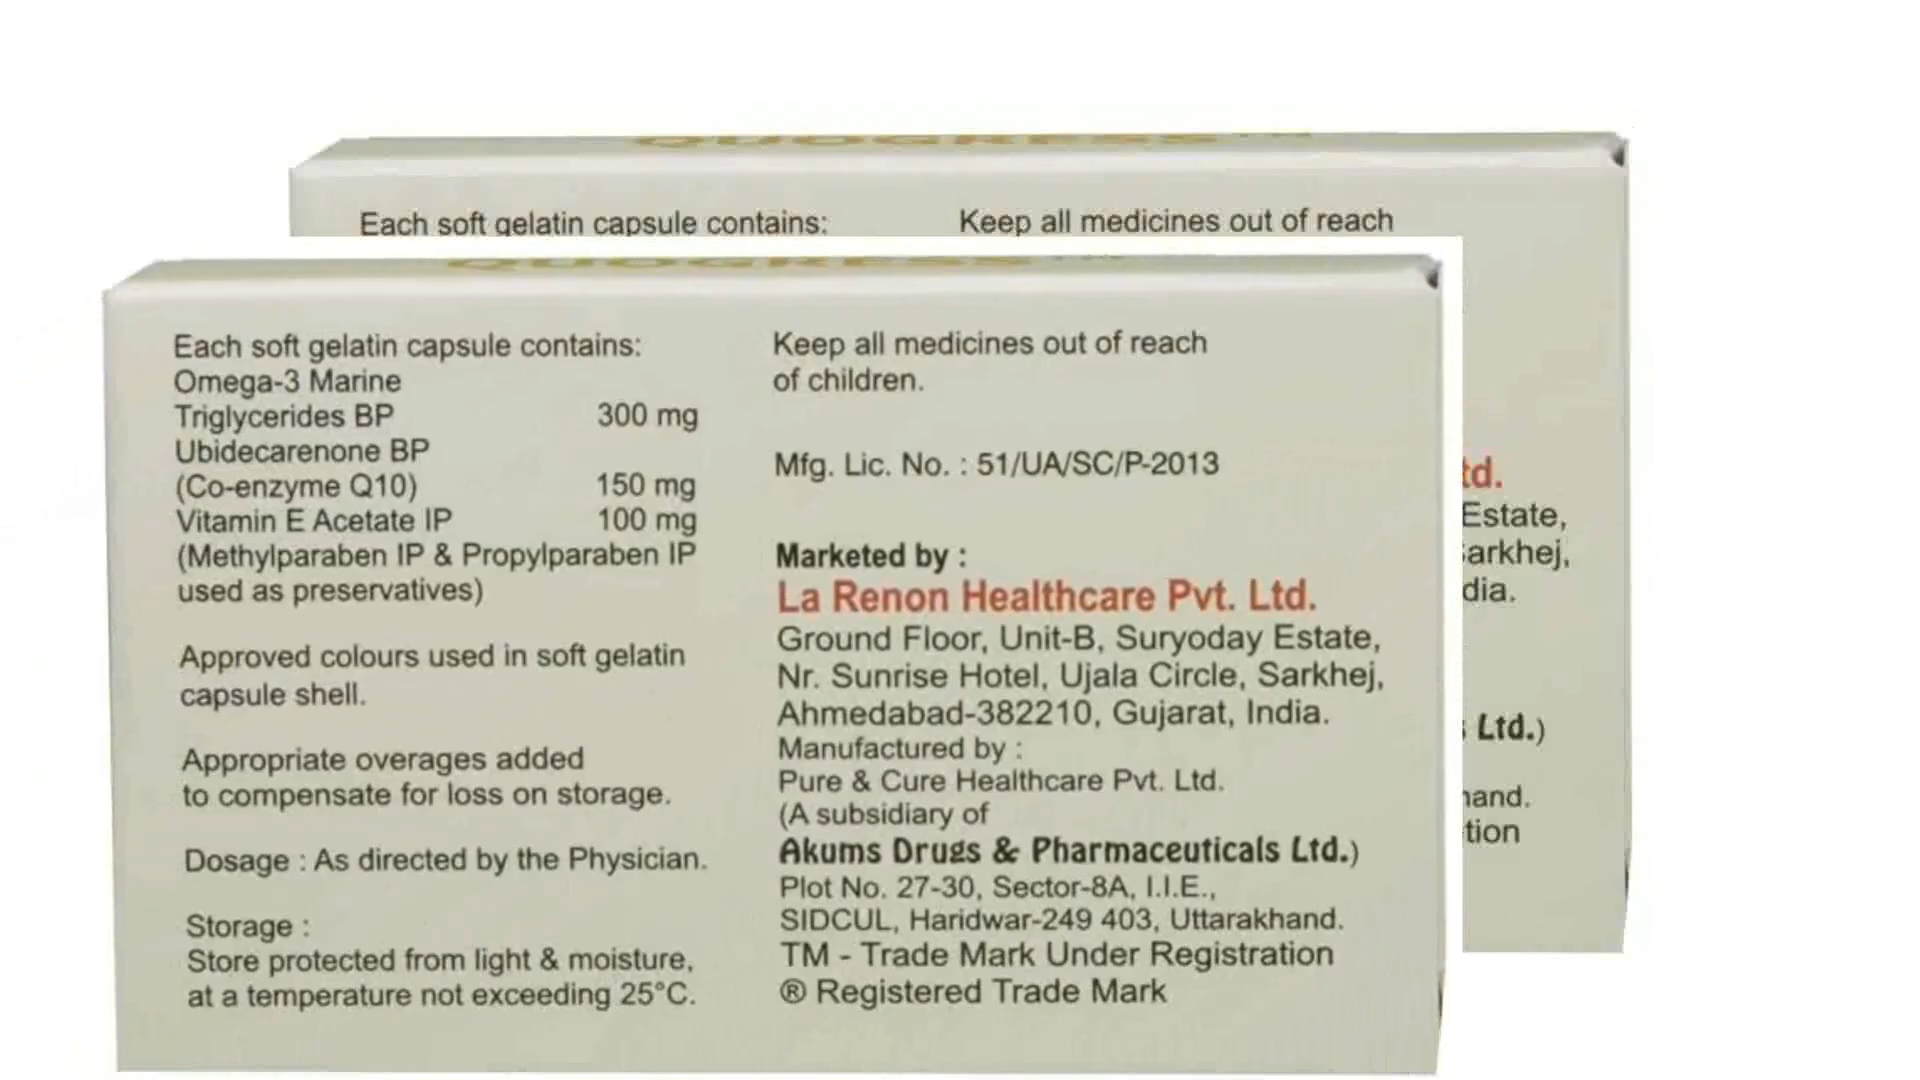 QUOGRESS
Each soft gelatin capsule contains:
Keep all medicines out of reach
td.
Estate,
arkhej,
dia.
Ltd.)
hand.
tion
QUOGRESS
Each soft gelatin capsule contains:
Omega-3 Marine
Triglycerides BP 300 mg
Ubidecarenone BP
(Co-enzyme Q10) 150 mg
Vitamin E Acetate IP 100 mg
(Methylparaben IP & Propylparaben IP
used as preservatives)
Approved colours used in soft gelatin
capsule shell.
Appropriate overages added
to compensate for loss on storage.
Dosage : As directed by the Physician.
Storage :
Store protected from light & moisture,
at a temperature not exceeding 25°C.
Keep all medicines out of reach
of children.
Mfg. Lic. No. : 51/UA/SC/P-2013
Marketed by :
La Renon Healthcare Pvt. Ltd.
Ground Floor, Unit-B, Suryoday Estate,
Nr. Sunrise Hotel, Ujala Circle, Sarkhej,
Ahmedabad-382210, Gujarat, India.
Manufactured by :
Pure & Cure Healthcare Pvt. Ltd.
(A subsidiary of
Akums Drugs & Pharmaceuticals Ltd.)
Plot No. 27-30, Sector-8A, I.I.E.,
SIDCUL, Haridwar-249 403, Uttarakhand.
TM - Trade Mark Under Registration
® Registered Trade Mark